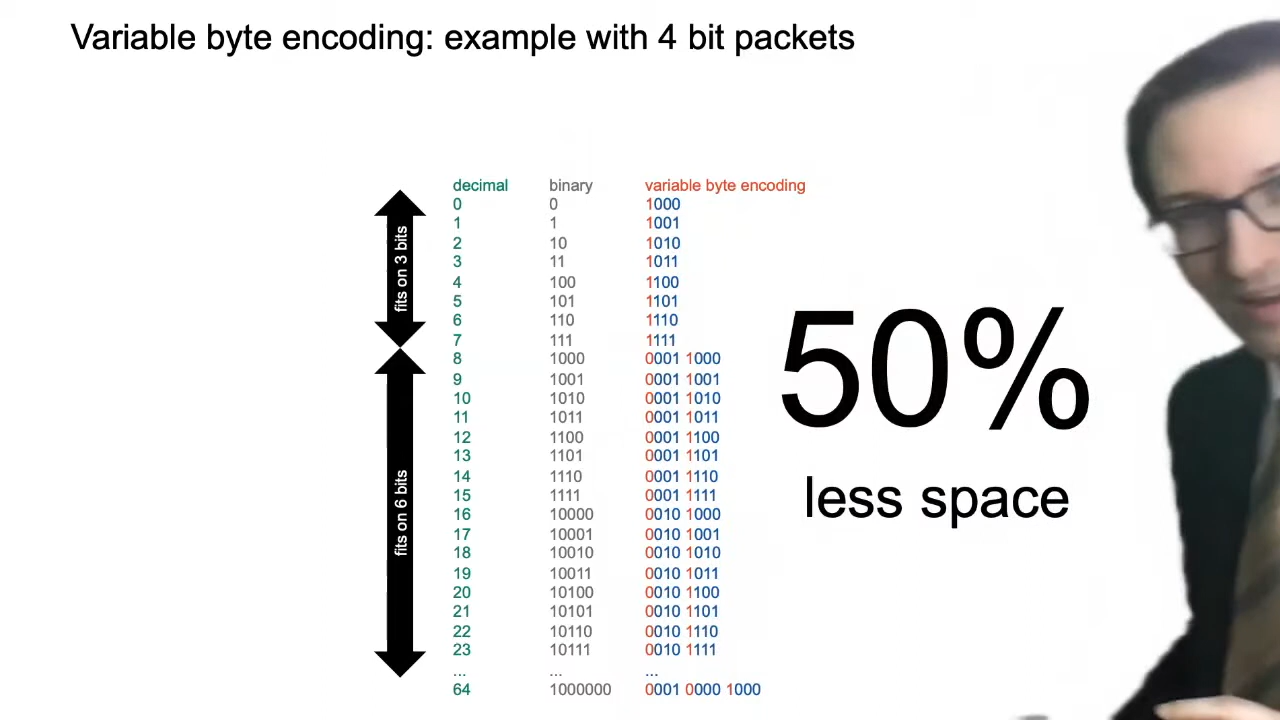 Variable byte encoding: example with 4 bit packets
decimal binary variable byte encoding
0 0 1000
1 1 1001
2 10 1010
3 11 1011
4 100 1100
5 101 1101
6 110 1110
7 111 1111
8 1000 0001 1000
9 1001 0001 1001
10 1010 0001 1010
11 1011 0001 1011
12 1100 0001 1100
13 1101 0001 1101
14 1110 0001 1110
15 1111 0001 1111
16 10000 0010 1000
17 10001 0010 1001
18 10010 0010 1010
19 10011 0010 1011
20 10100 0010 1100
21 10101 0010 1101
22 10110 0010 1110
23 10111 0010 1111
... ... ...
64 1000000 0001 0000 1000
fits on 3 bits
fits on 6 bits
50%
less space